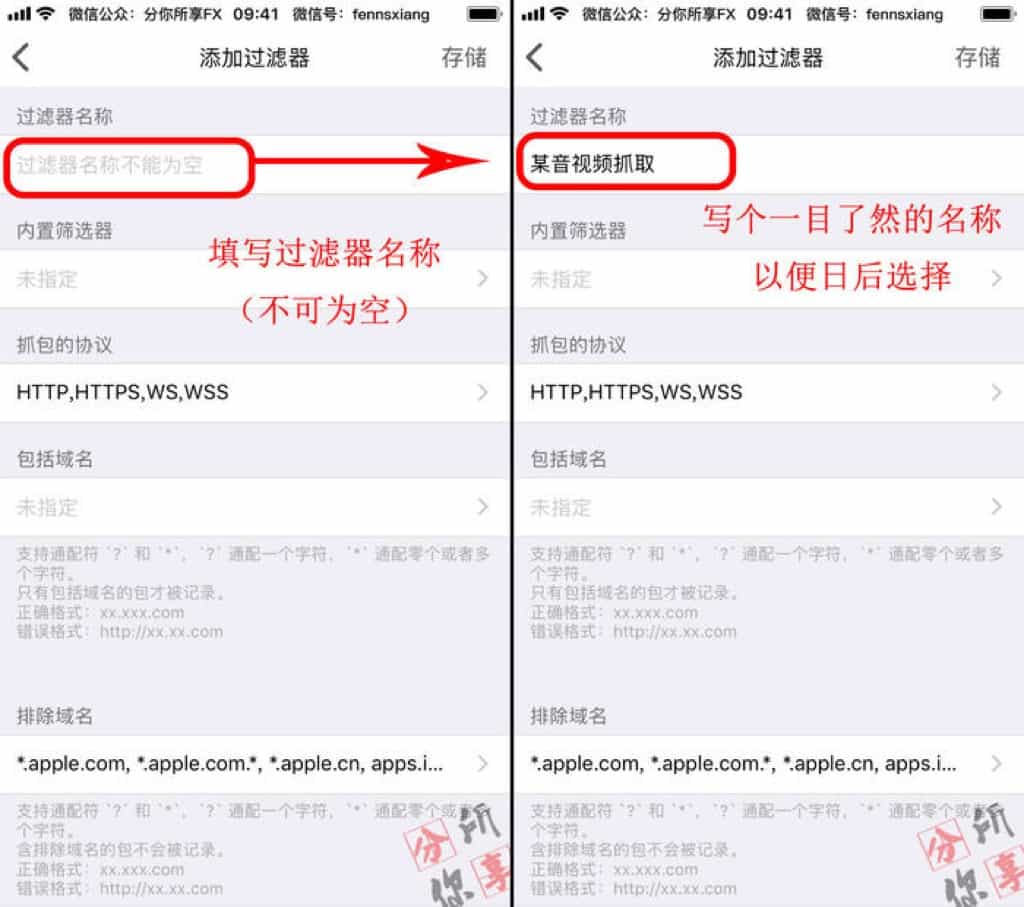 微信公众：分你所享FX 09:41 微信号：fennsxiang
添加过滤器
存储
过滤器名称
过滤器名称不能为空
内置筛选器
填写过滤器名称
未指定
（不可为空）
抓包的协议
HTTP,HTTPS,WS,WSS
包括域名
未指定
支持通配符 `?` 和 `*`，`?` 通配一个字符，`*` 通配零个或者多
个字符。
只有包括域名的包才被记录。
正确格式：xx.xxx.com
错误格式：http://xx.xx.com
排除域名
*.apple.com, *.apple.com.*, *.apple.cn, apps.i...
支持通配符 `?` 和 `*`，`?` 通配一个字符，`*` 通配零个或者多
个字符。
含排除域名的包不会被记录。
正确格式：xx.xxx.com
错误格式：http://xx.xx.com
分你所享
微信公众：分你所享FX 09:41 微信号：fennsxiang
添加过滤器
存储
过滤器名称
某音视频抓取
写个一目了然的名称
内置筛选器
以便日后选择
未指定
抓包的协议
HTTP,HTTPS,WS,WSS
包括域名
未指定
支持通配符 `?` 和 `*`，`?` 通配一个字符，`*` 通配零个或者多
个字符。
只有包括域名的包才被记录。
正确格式：xx.xxx.com
错误格式：http://xx.xx.com
排除域名
*.apple.com, *.apple.com.*, *.apple.cn, apps.i...
支持通配符 `?` 和 `*`，`?` 通配一个字符，`*` 通配零个或者多
个字符。
含排除域名的包不会被记录。
正确格式：xx.xxx.com
错误格式：http://xx.xx.com
分你所享